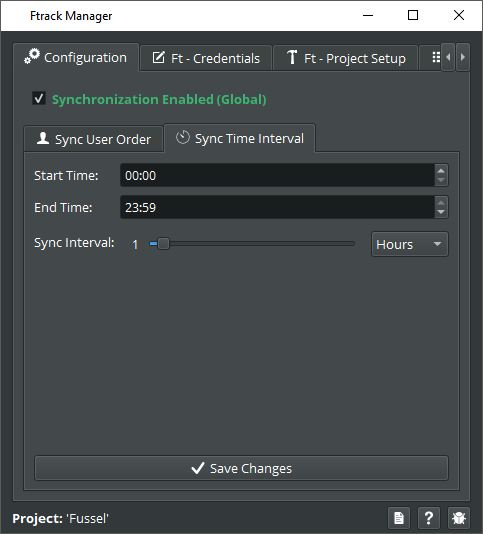 Ftrack Manager
Configuration Ft - Credentials Ft - Project Setup
Synchronization Enabled (Global)
Sync User Order Sync Time Interval
Start Time: 00:00
End Time: 23:59
Sync Interval: 1 Hours
Save Changes
Project: 'Fussel' ?